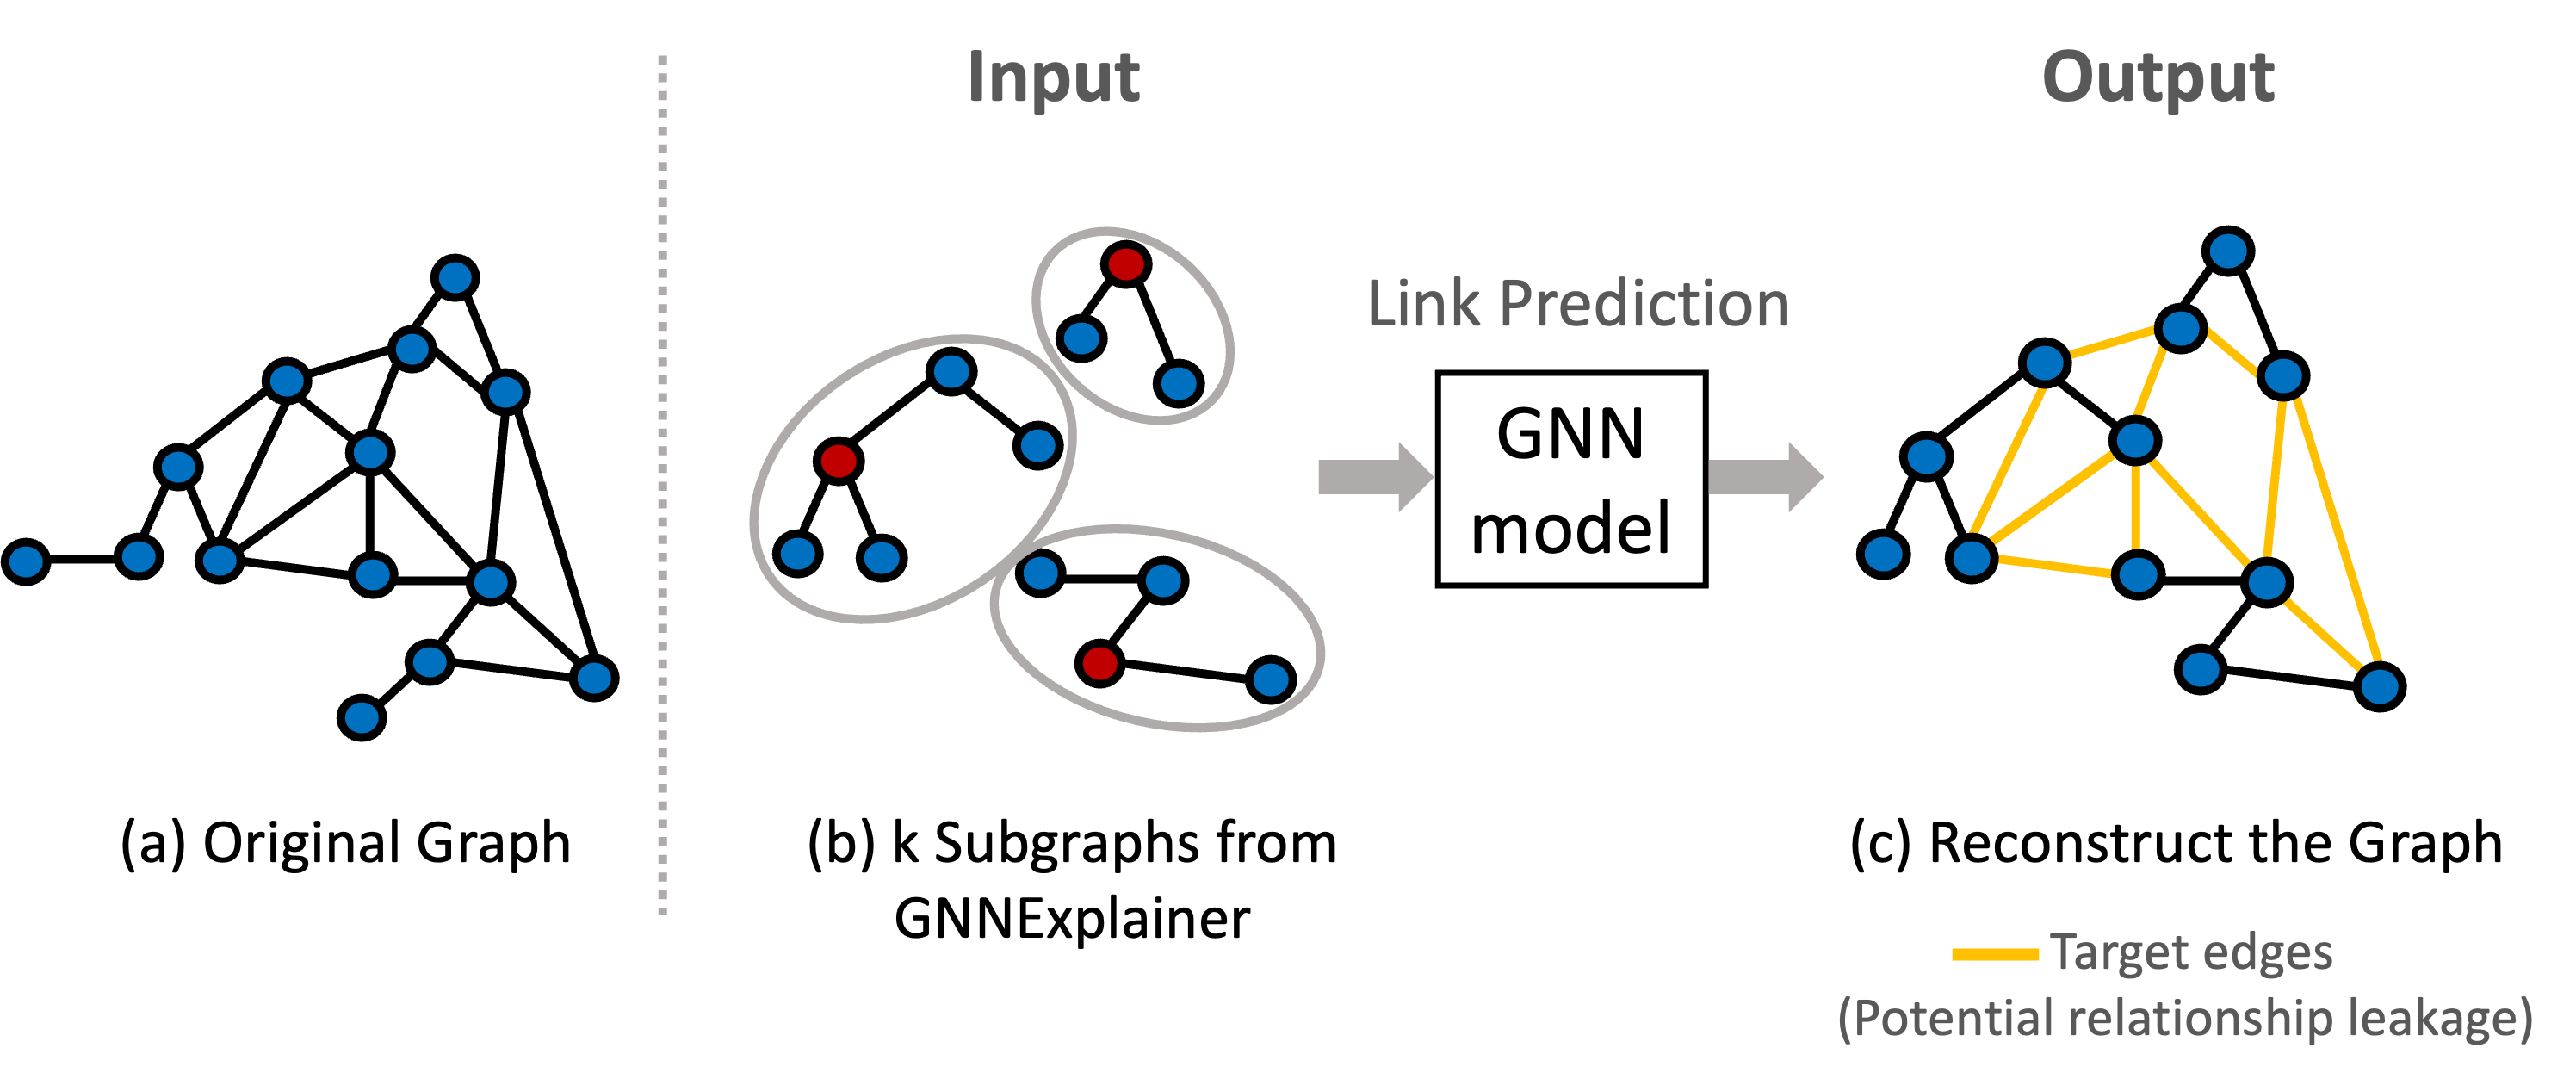 Input
Output
Link Prediction
GNN
model
(a) Original Graph
(b) k Subgraphs from
GNNExplainer
(c) Reconstruct the Graph
Target edges
(Potential relationship leakage)